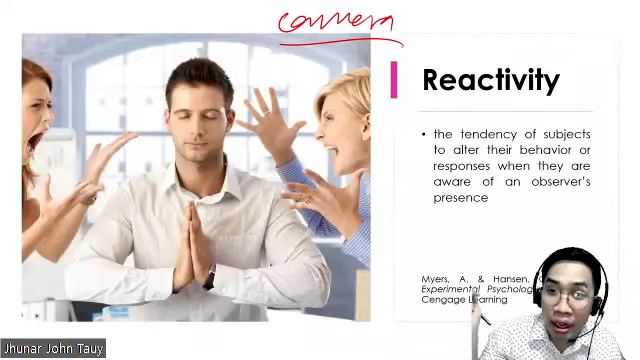 camera
Reactivity
• the tendency of subjects
to alter their behavior or
responses when they are
aware of an observer's
presence
Myers, A. & Hansen,
Experimental Psycholog
Cengage Learning
Jhunar John Tauy